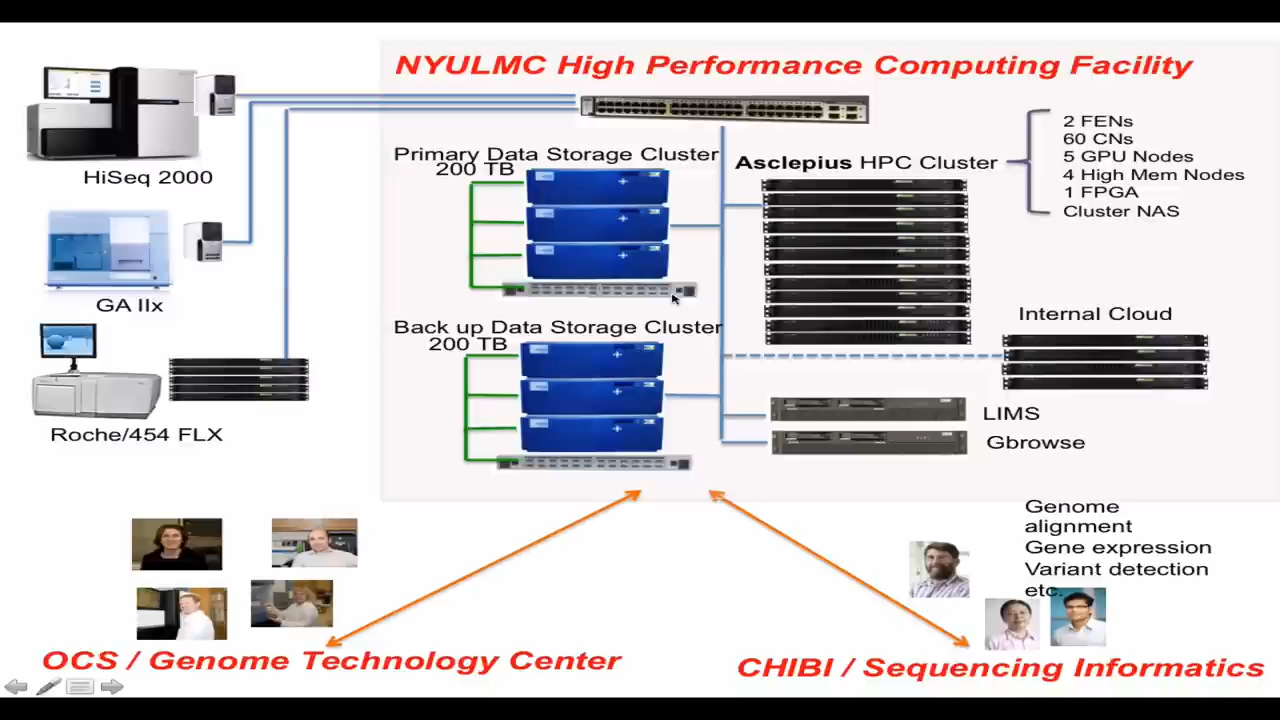 NYULMC High Performance Computing Facility
HiSeq 2000
Primary Data Storage Cluster
200 TB
Asclepius HPC Cluster
2 FENs
60 CNs
5 GPU Nodes
4 High Mem Nodes
1 FPGA
Cluster NAS
GA IIx
Back up Data Storage Cluster
200 TB
Internal Cloud
Roche/454 FLX
LIMS
Gbrowse
Genome
alignment
Gene expression
Variant detection
etc.
OCS / Genome Technology Center
CHIBI / Sequencing Informatics